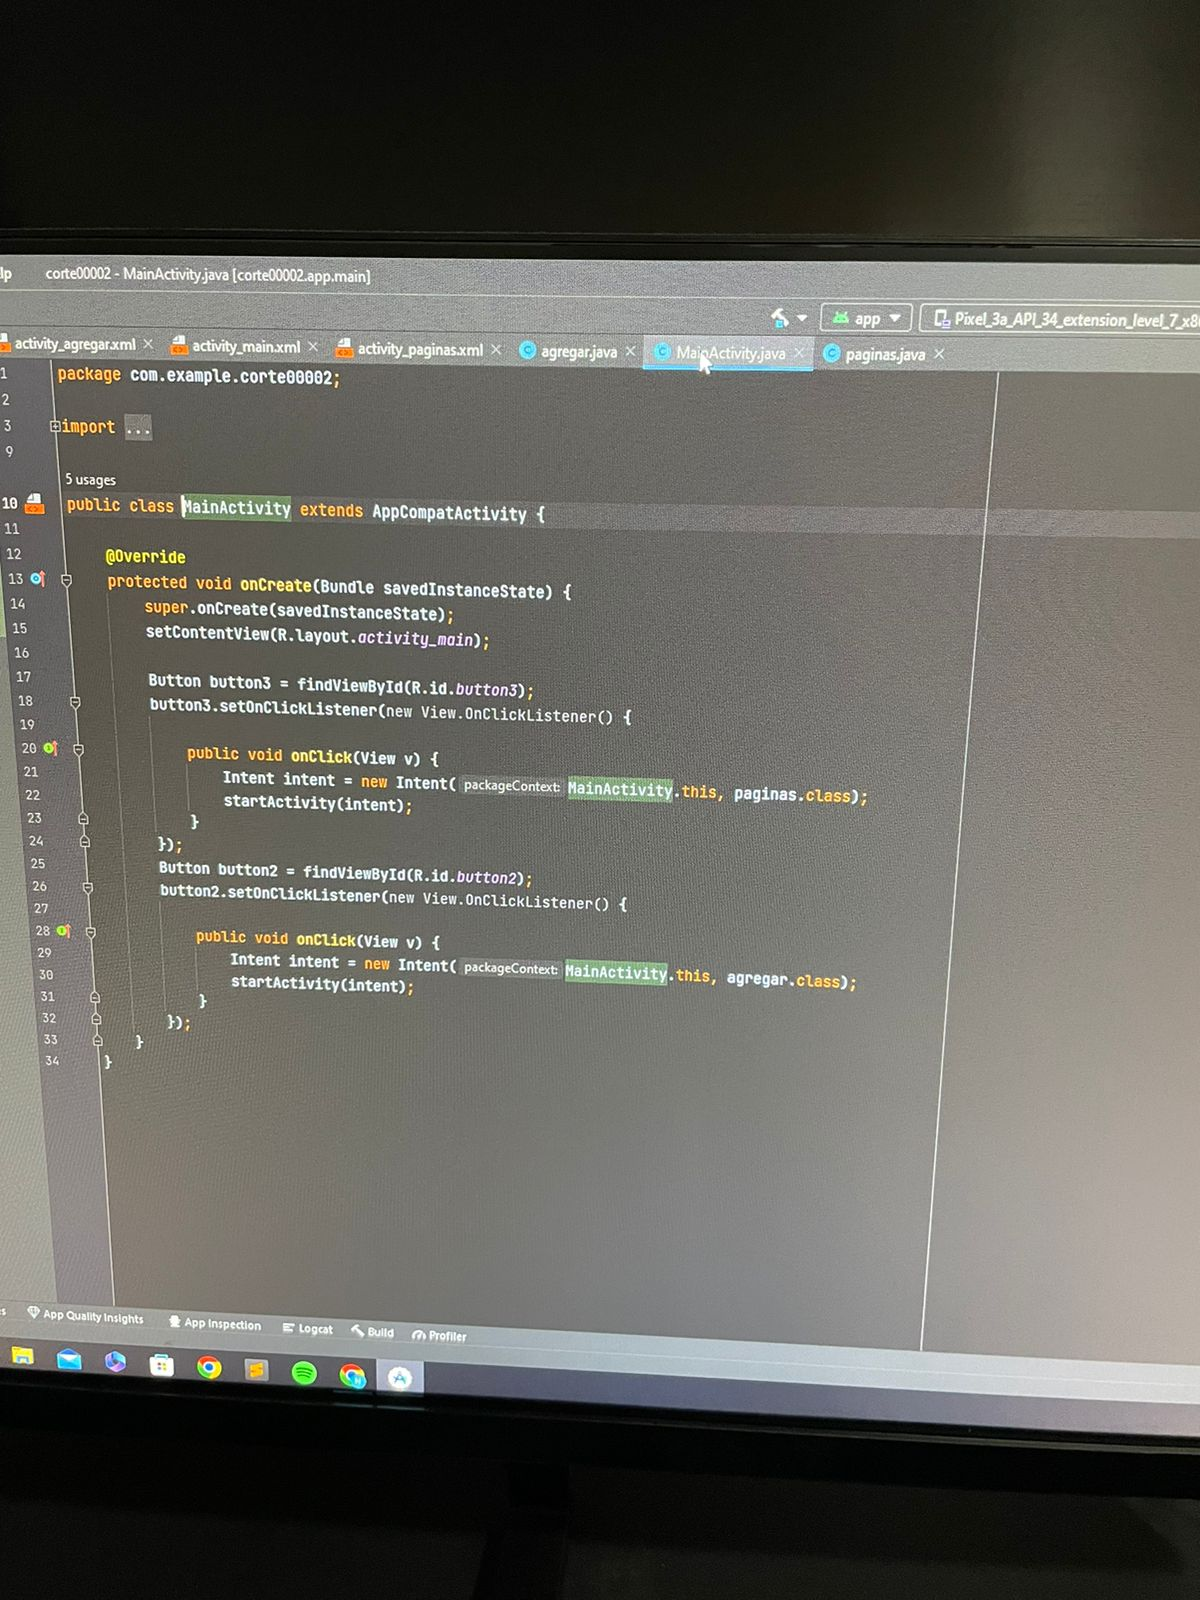 lp corte00002 - MainActivity.java [corte00002.app.main]
app Pixel_3a_API_34_extension_level_7_x8
activity_agregar.xml activity_main.xml activity_paginas.xml agregar.java MainActivity.java paginas.java
1 package com.example.corte00002;
2
3 import ...
9
5 usages
10 public class MainActivity extends AppCompatActivity {
11
12 @Override
13 protected void onCreate(Bundle savedInstanceState) {
14 super.onCreate(savedInstanceState);
15 setContentView(R.layout.activity_main);
16
17 Button button3 = findViewById(R.id.button3);
18 button3.setOnClickListener(new View.OnClickListener() {
19
20 public void onClick(View v) {
21 Intent intent = new Intent( packageContext: MainActivity.this, paginas.class);
22 startActivity(intent);
23 }
24 });
25 Button button2 = findViewById(R.id.button2);
26 button2.setOnClickListener(new View.OnClickListener() {
27
28 public void onClick(View v) {
29 Intent intent = new Intent( packageContext: MainActivity.this, agregar.class);
30 startActivity(intent);
31 }
32 });
33 }
34 }
s App Quality Insights App Inspection Logcat Build Profiler